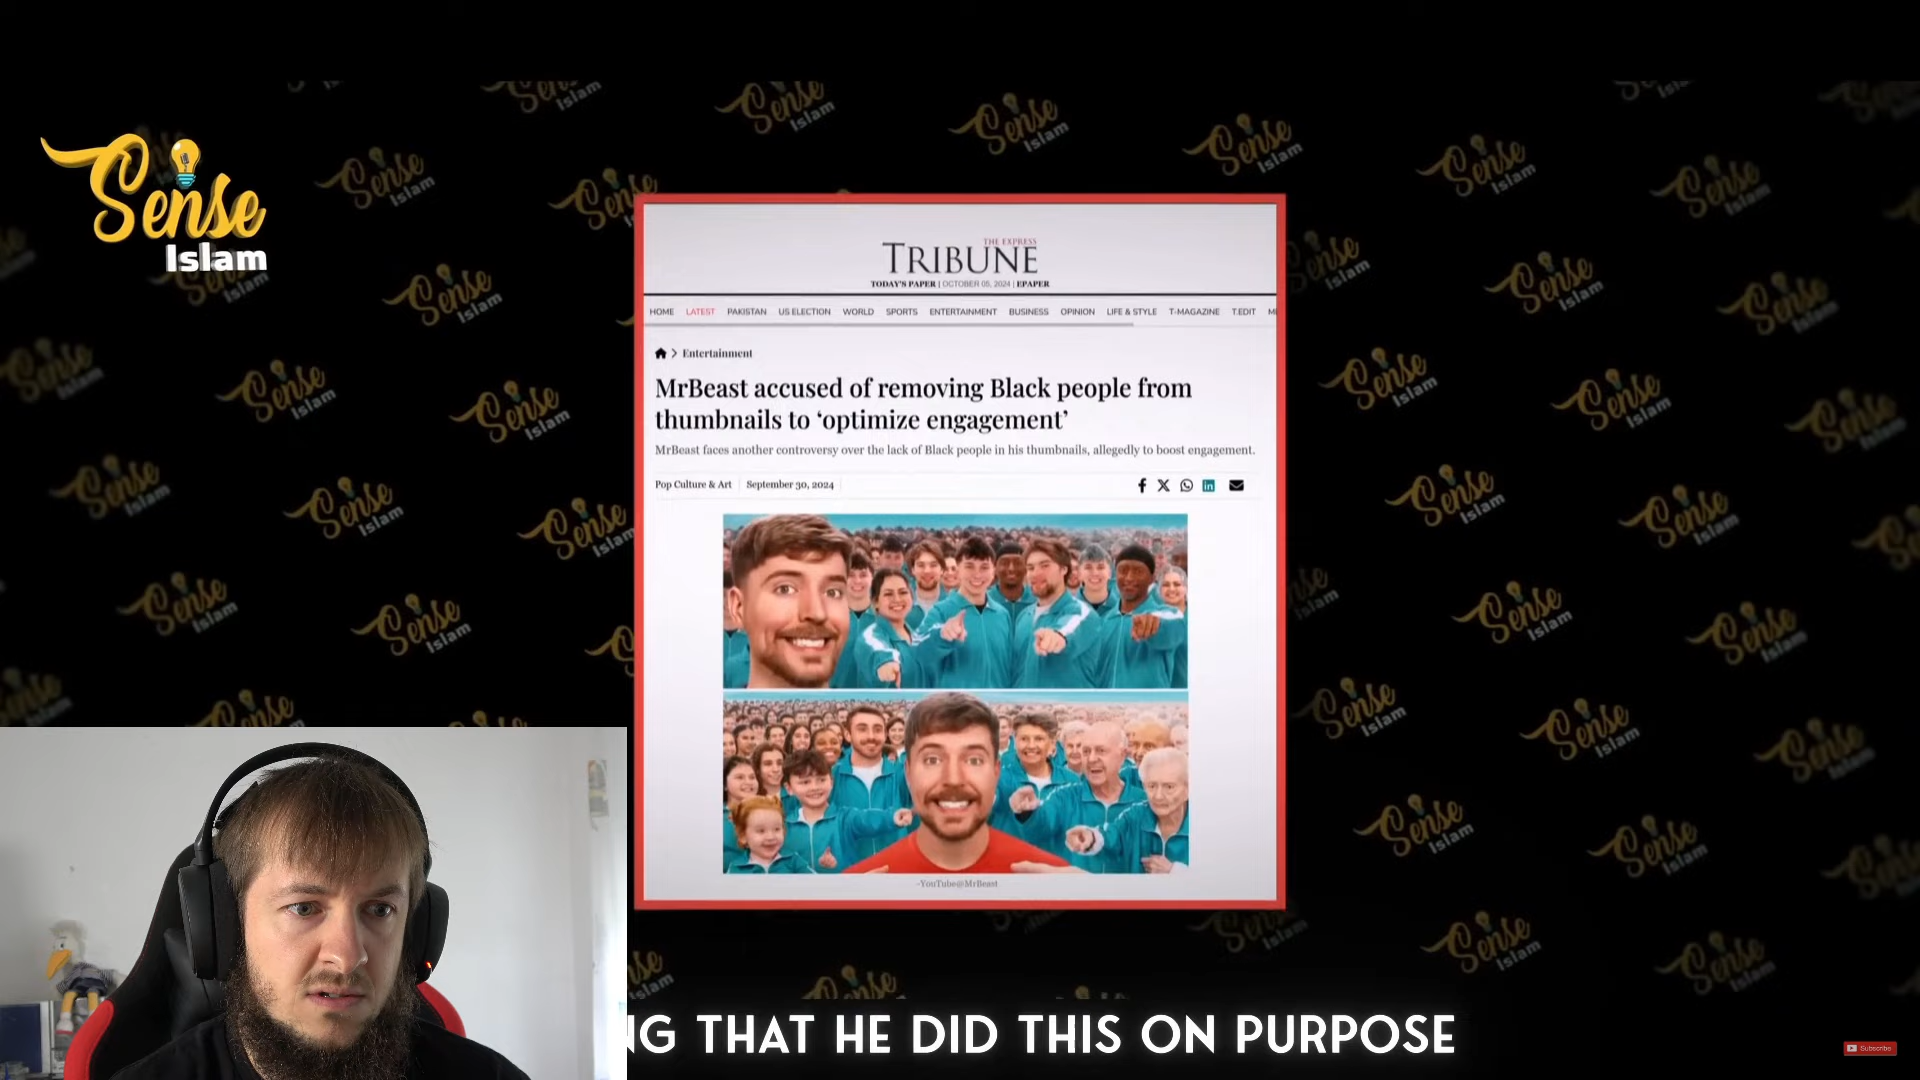 Sense
Islam
THE EXPRESS
TRIBUNE
TODAY'S PAPER | OCTOBER 05, 2024 | EPAPER
HOME LATEST PAKISTAN US ELECTION WORLD SPORTS ENTERTAINMENT BUSINESS OPINION LIFE & STYLE T-MAGAZINE T.EDIT
Entertainment
MrBeast accused of removing Black people from
thumbnails to ‘optimize engagement’
MrBeast faces another controversy over the lack of Black people in his thumbnails, allegedly to boost engagement.
Pop Culture & Art September 30, 2024
-YouTube@MrBeast
NG THAT HE DID THIS ON PURPOSE
Subscribe